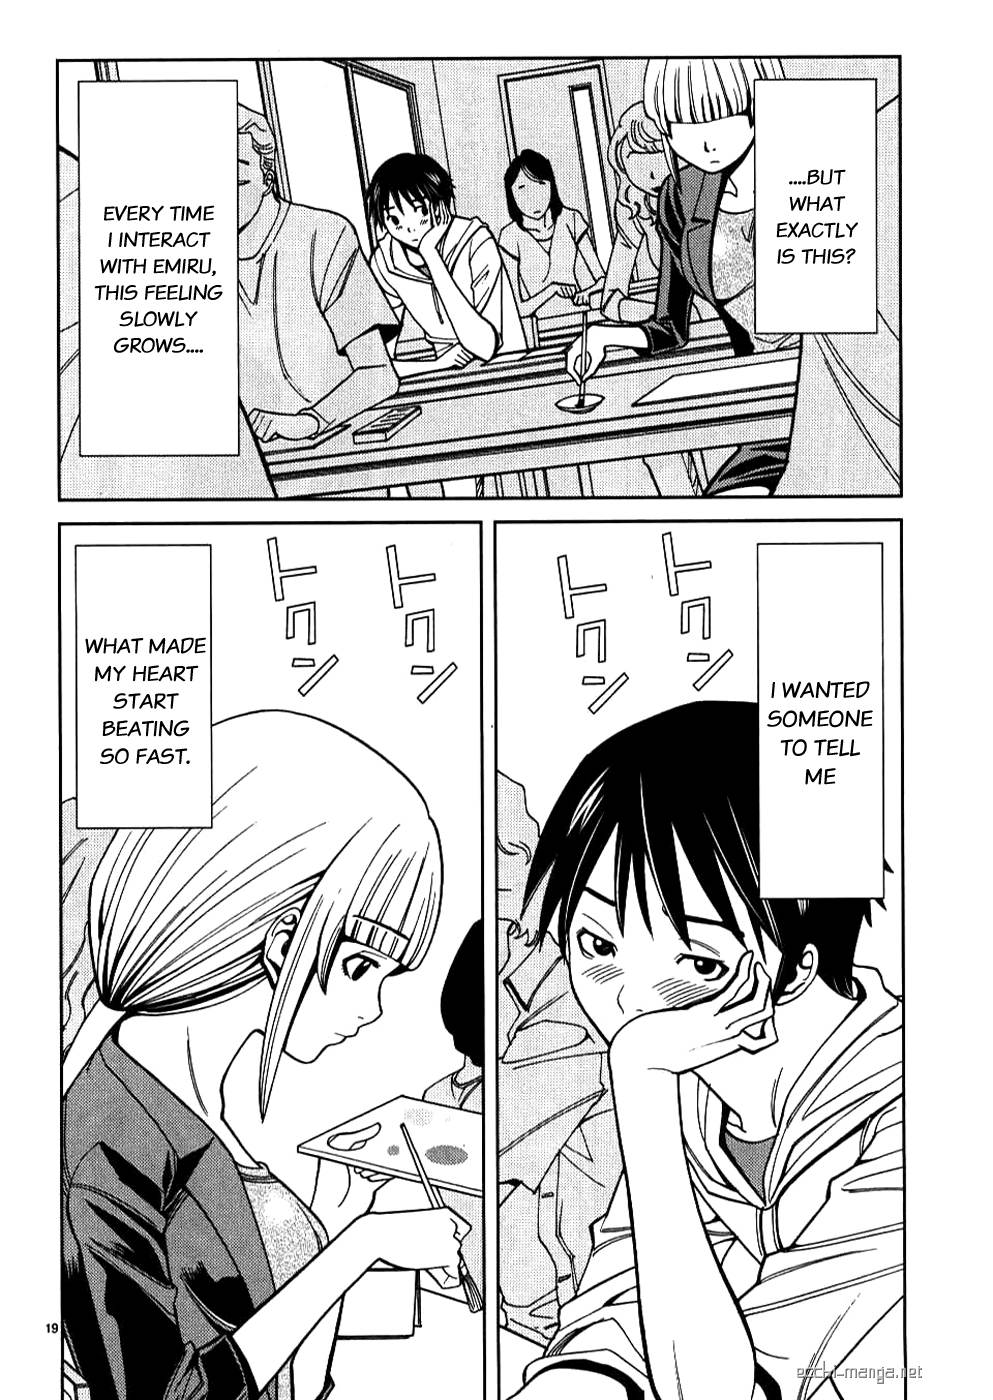 EVERY TIME
I INTERACT
WITH EMIRU,
THIS FEELING
SLOWLY
GROWS....
....BUT
WHAT
EXACTLY
IS THIS?
WHAT MADE
MY HEART
START
BEATING
SO FAST.
トクン
トクン
トクン
トクン
I WANTED
SOMEONE
TO TELL
ME
19
ecchi-manga.net